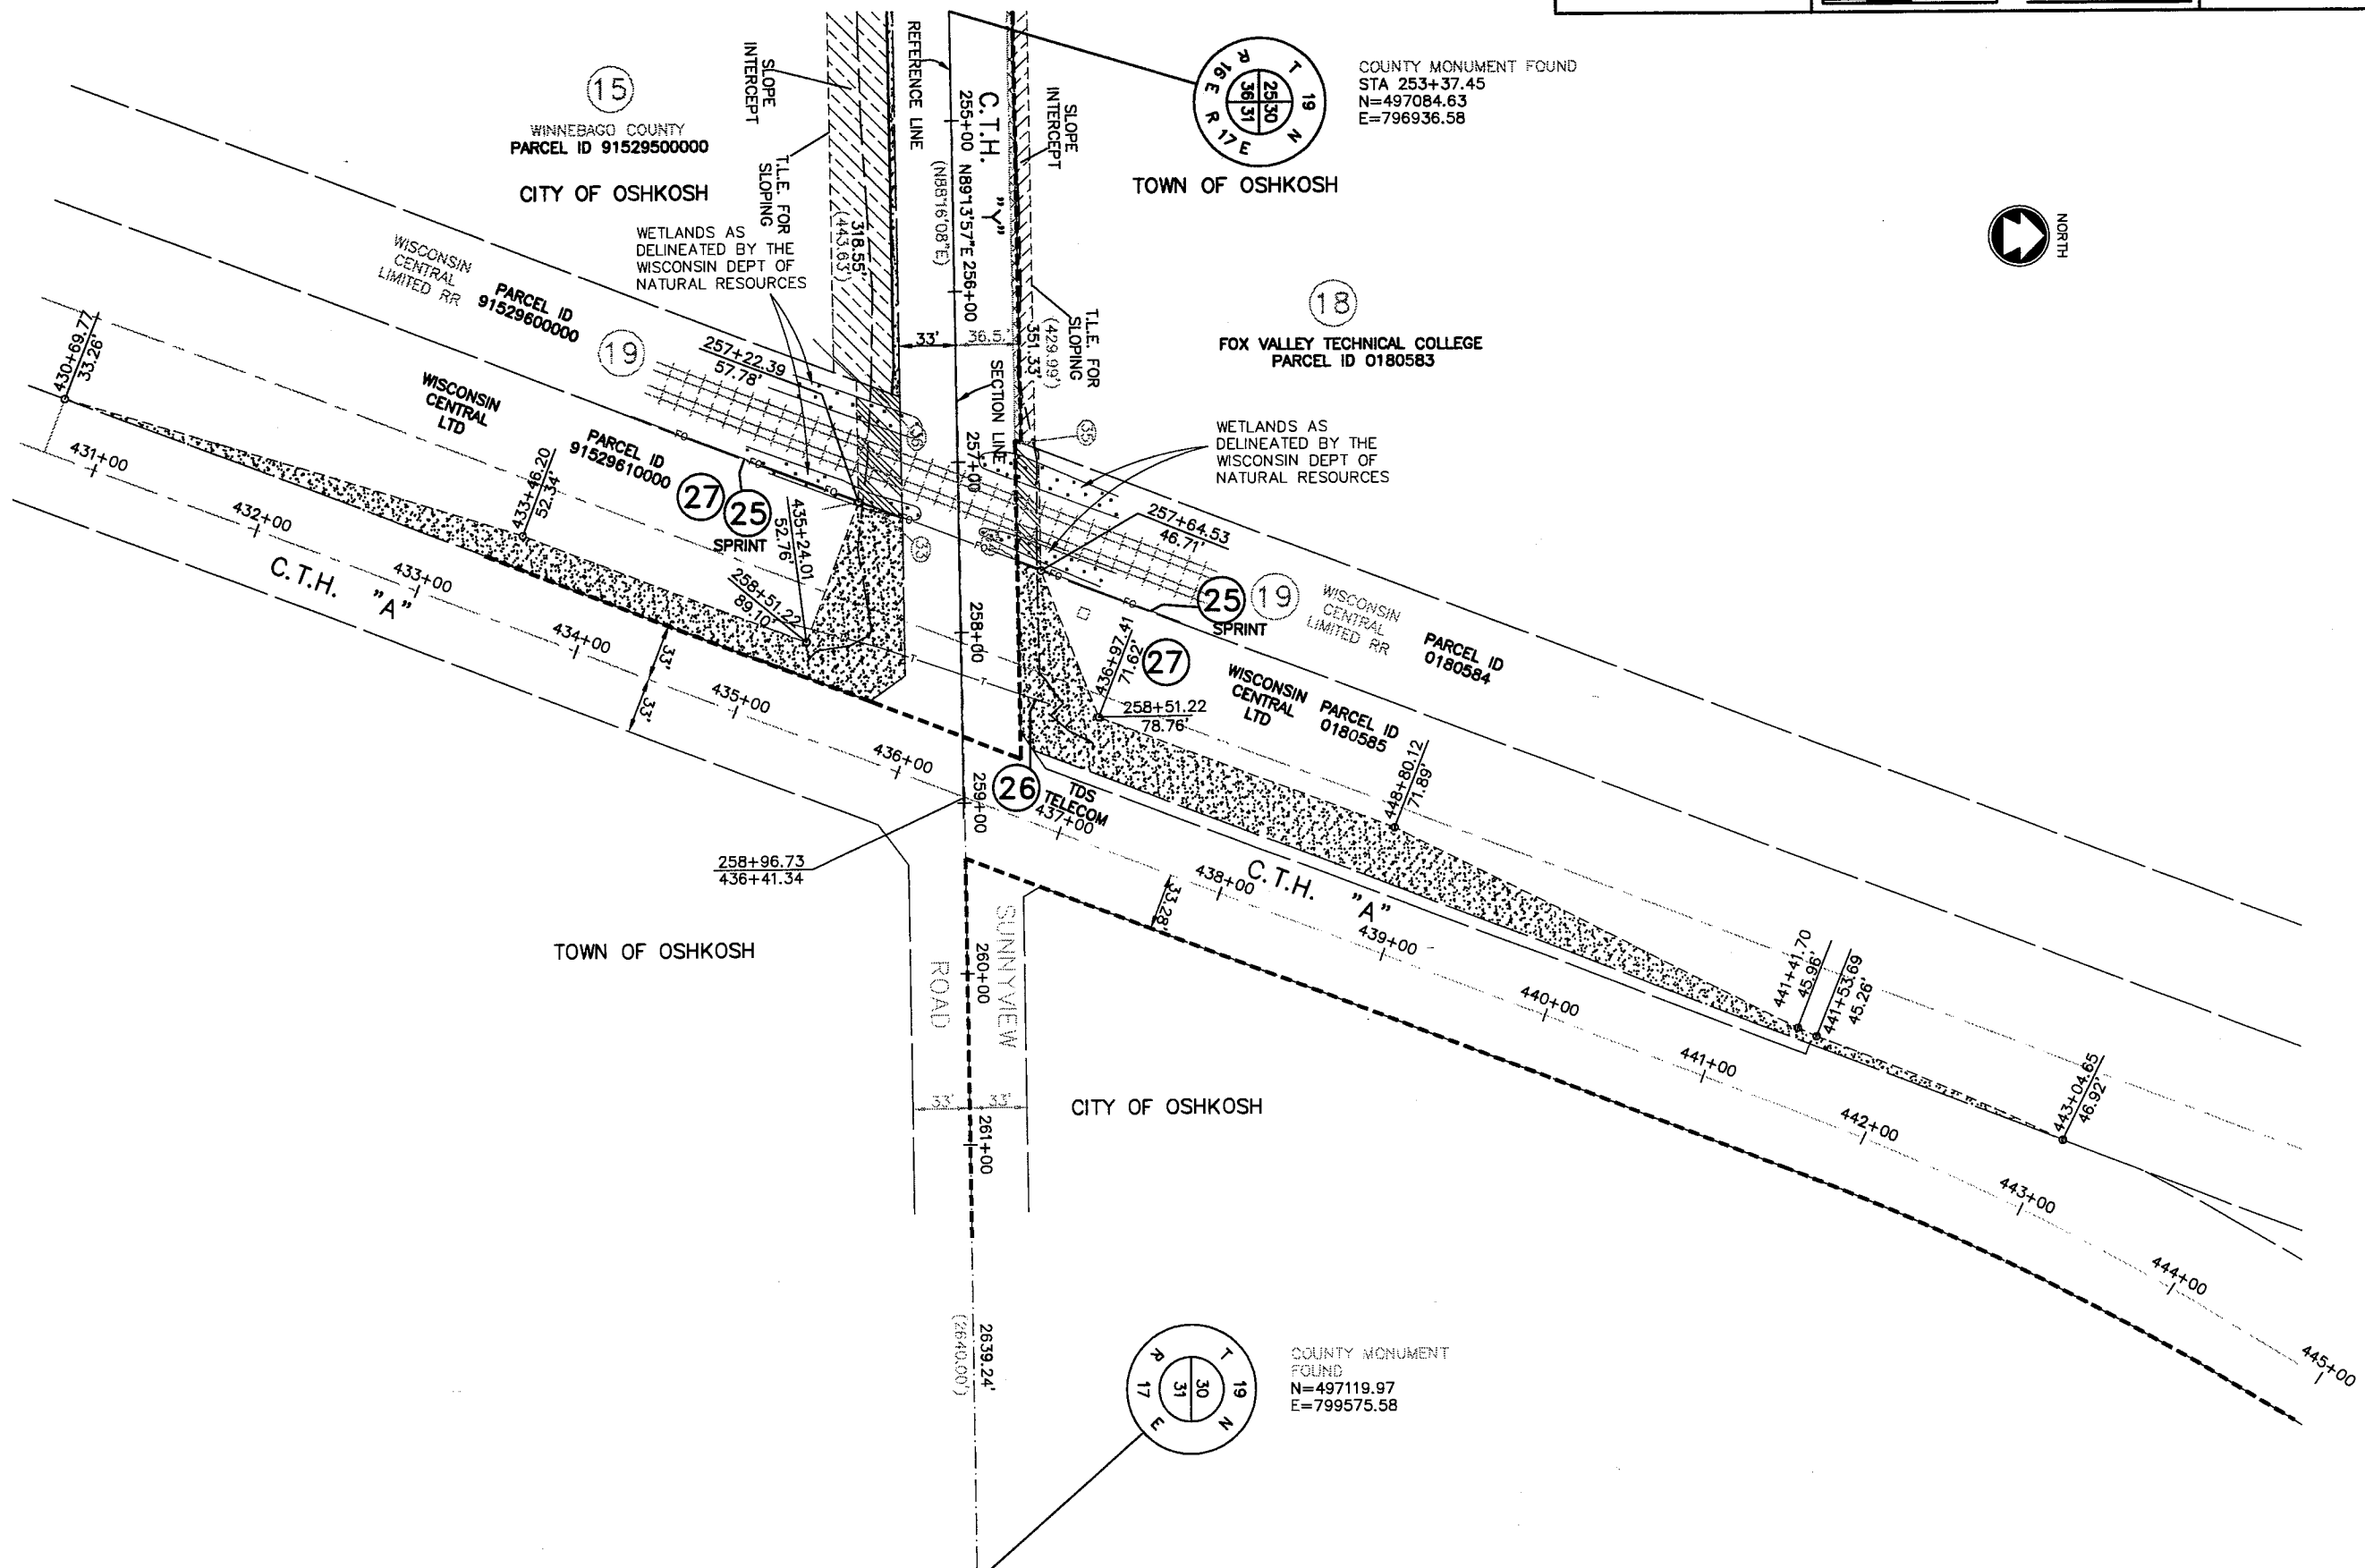 COUNTY MONUMENT FOUND
STA 253+37.45
N=497084.63
E=796936.58
T 19 N
R 16 E R 17 E
25 30
36 31
TOWN OF OSHKOSH
NORTH
15
WINNEBAGO COUNTY
PARCEL ID 91529500000
CITY OF OSHKOSH
SLOPE
INTERCEPT
T.L.E. FOR
SLOPING
318.55'
(443.63')
REFERENCE LINE
C.T.H. "Y"
255+00 N89°13'57"E 256+00
(N88°16'08"E)
SLOPE
INTERCEPT
T.L.E. FOR
SLOPING
351.33'
(429.99')
33'
36.5'
SECTION LINE
WETLANDS AS
DELINEATED BY THE
WISCONSIN DEPT OF
NATURAL RESOURCES
18
FOX VALLEY TECHNICAL COLLEGE
PARCEL ID 0180583
WETLANDS AS
DELINEATED BY THE
WISCONSIN DEPT OF
NATURAL RESOURCES
WISCONSIN
CENTRAL
LIMITED RR
PARCEL ID
91529600000
19
257+22.39
57.78'
430+69.77
33.26'
WISCONSIN
CENTRAL
LTD
PARCEL ID
91529610000
27
25
SPRINT
FO
FO
FO
FO
36
35
33
257+00
433+46.20
52.34'
435+24.01
52.76'
258+51.22
89.10'
257+64.53
46.71'
FO
FO
FO
25
SPRINT
19
WISCONSIN
CENTRAL
LIMITED RR
PARCEL ID
0180584
258+00
T
T
436+97.41
71.62'
27
258+51.22
78.76'
WISCONSIN
CENTRAL
LTD
PARCEL ID
0180585
448+80.12
71.89'
431+00
432+00
433+00
434+00
435+00
436+00
C.T.H. "A"
33'
33'
259+00
26
TDS
TELECOM
437+00
258+96.73
436+41.34
438+00
C.T.H. "A"
33.28'
439+00
440+00
441+00
442+00
443+00
444+00
445+00
441+41.70
45.96'
441+53.69
45.26'
443+04.65
46.92'
TOWN OF OSHKOSH
SUNNYVIEW
ROAD
260+00
33'
33'
261+00
CITY OF OSHKOSH
2639.24'
(2640.00')
T 19 N
R 17 E
30
31
COUNTY MONUMENT
FOUND
N=497119.97
E=799575.58